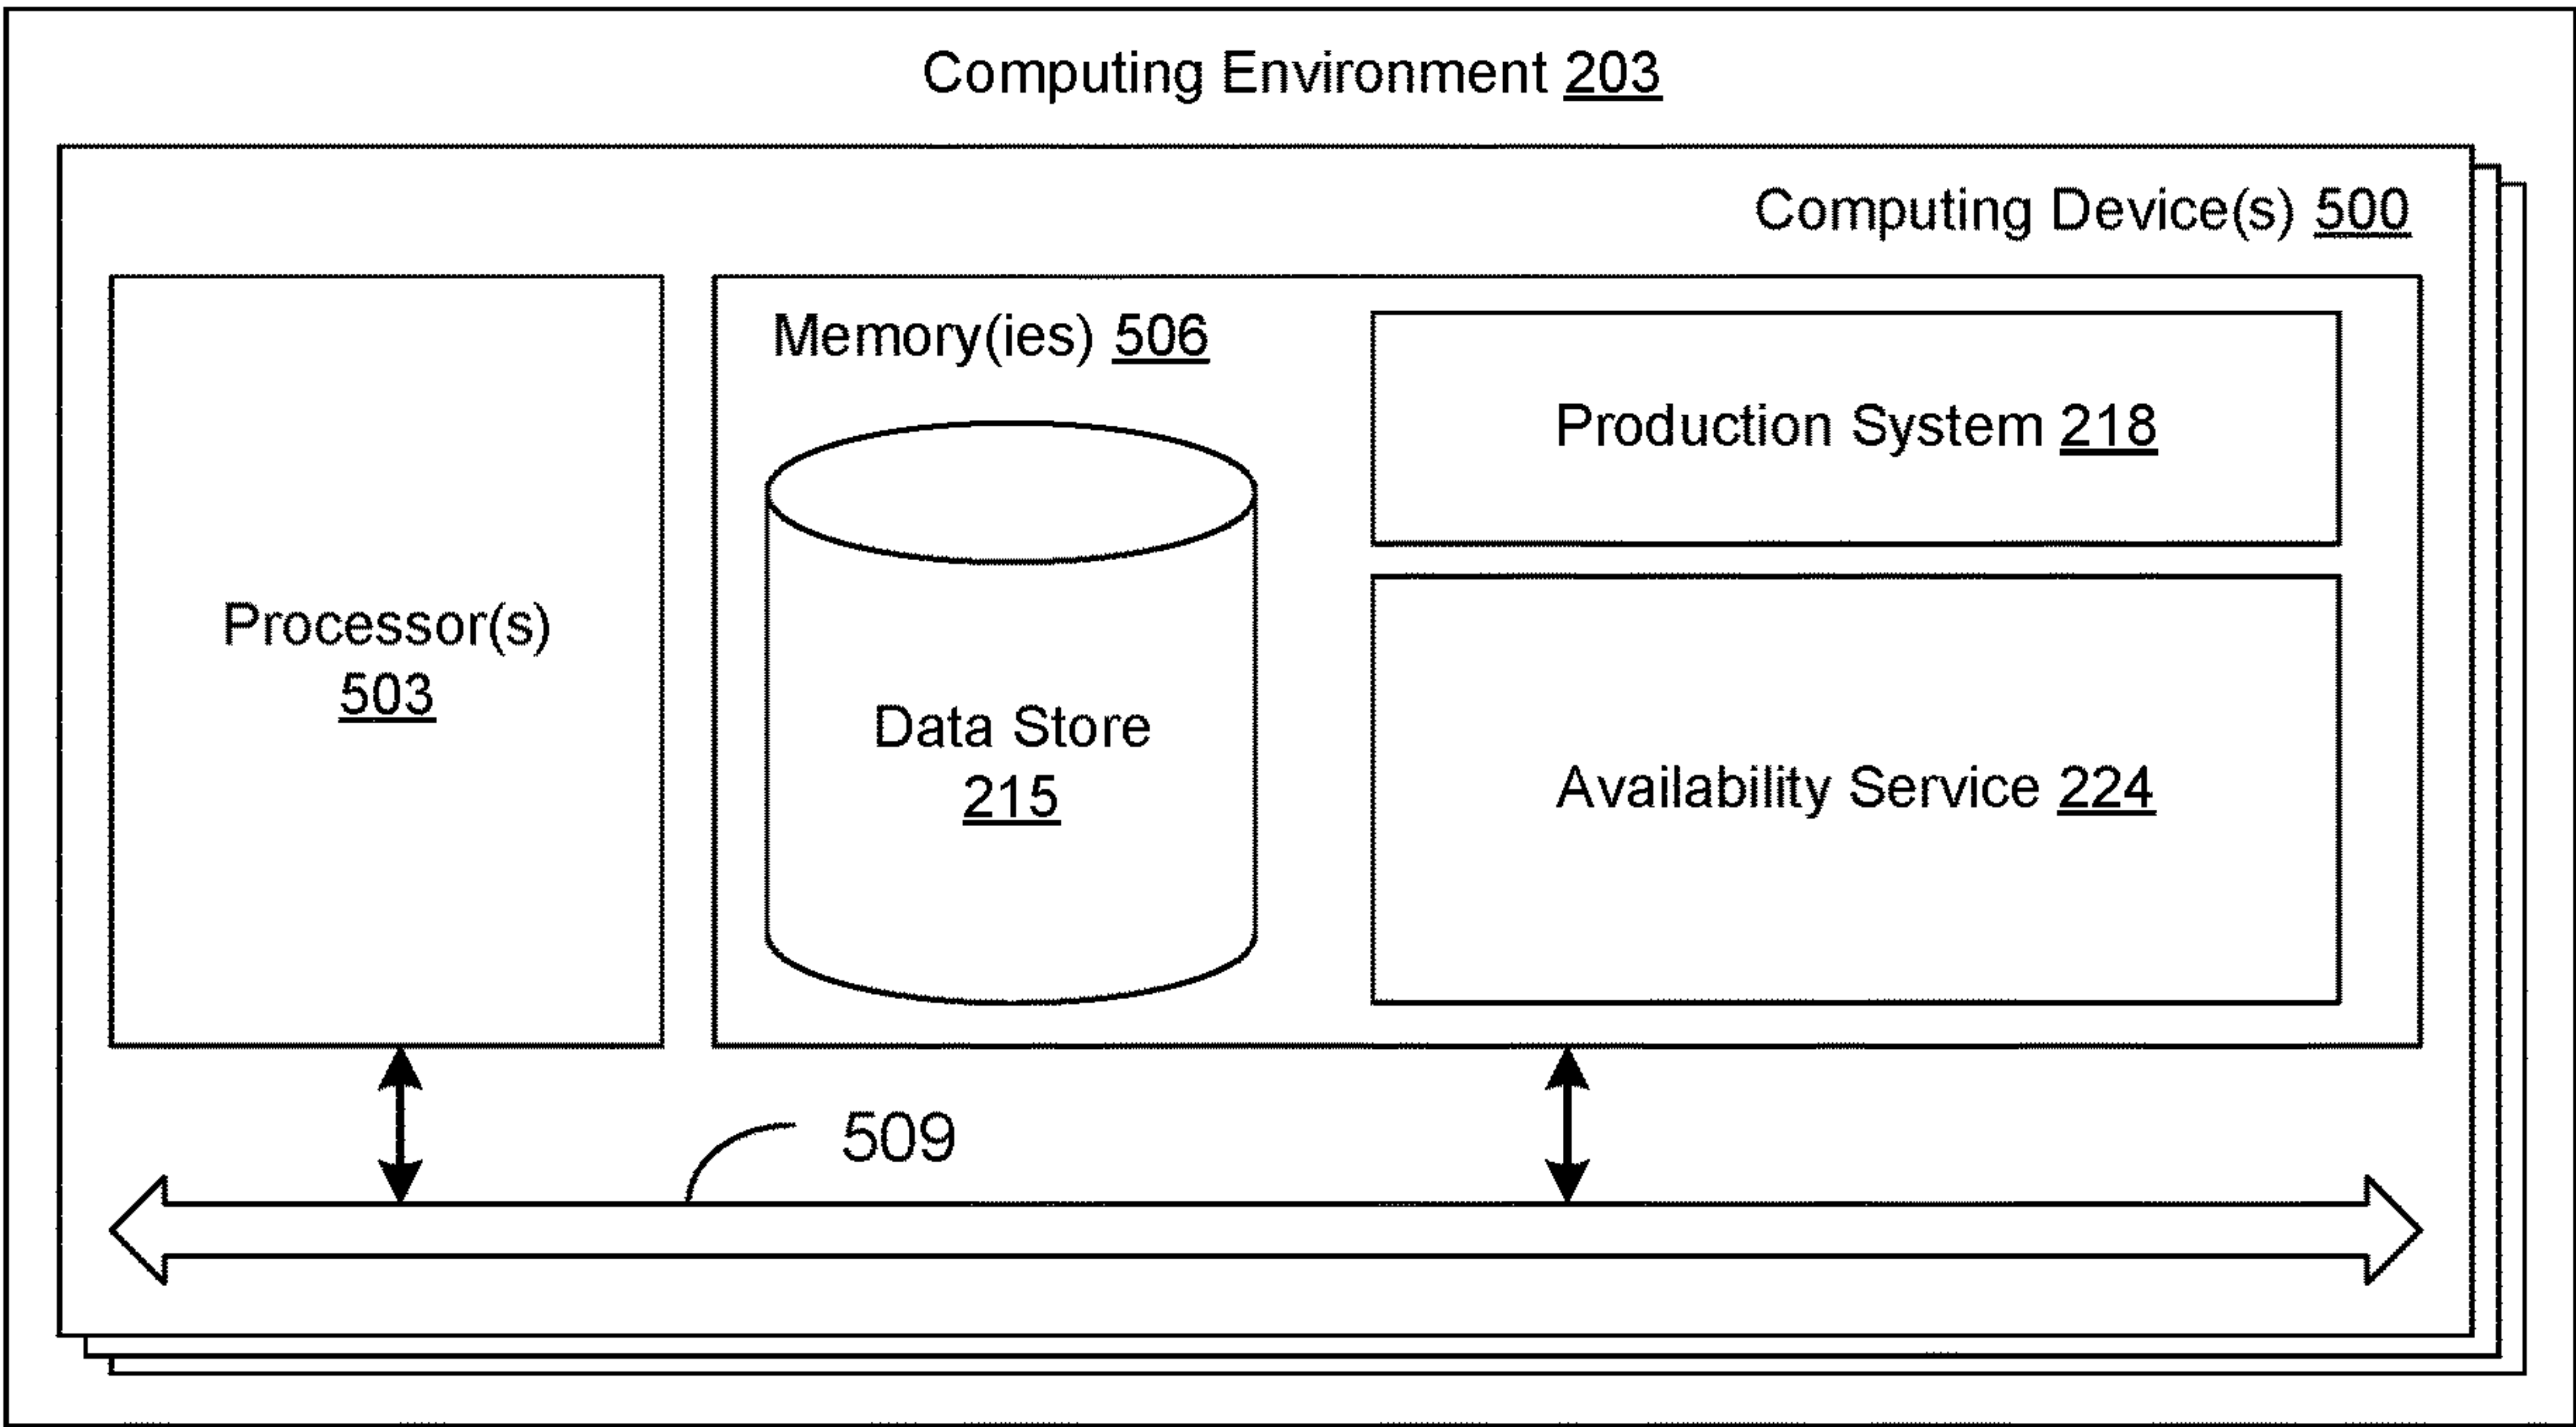 Computing Environment 203
Computing Device(s) 500
Memory(ies) 506
Production System 218
Processor(s)
503
Data Store
215
Availability Service 224
509